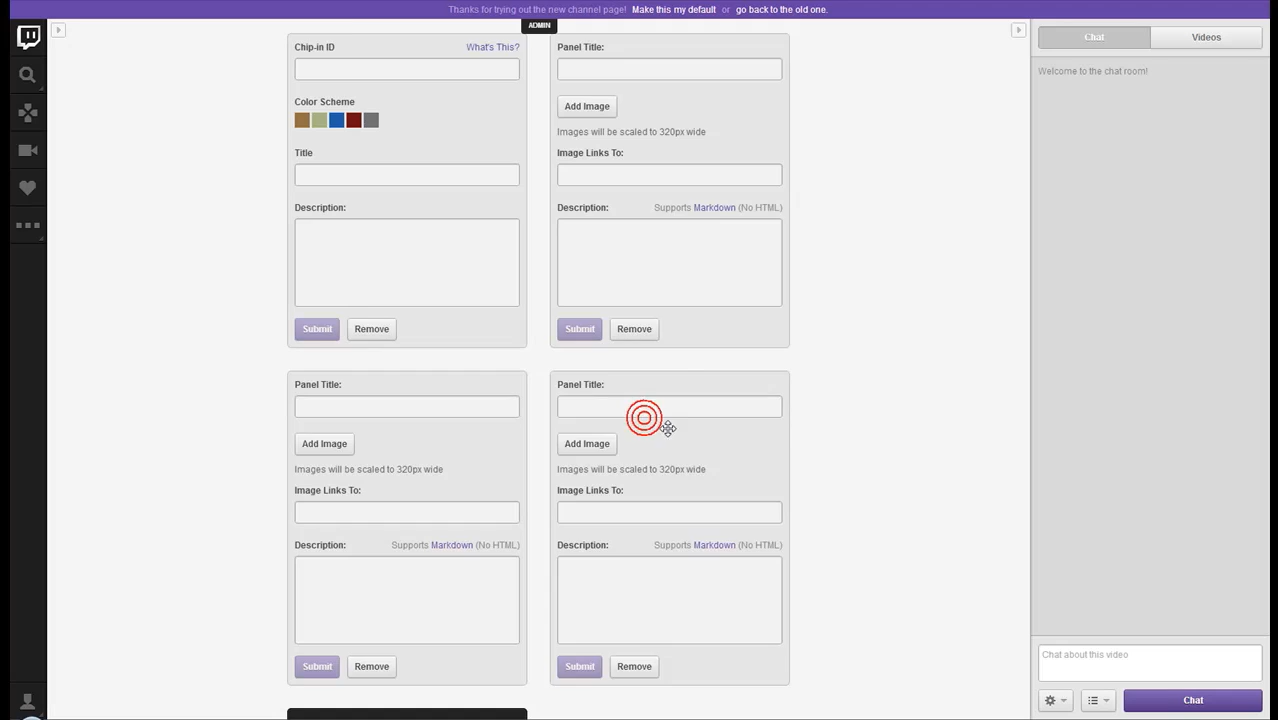 Thanks for trying out the new channel page! Make this my default or go back to the old one.
ADMIN
Chip-in ID What's This?
Color Scheme
Title
Description:
Submit Remove
Panel Title:
Add Image
Images will be scaled to 320px wide
Image Links To:
Description: Supports Markdown (No HTML)
Submit Remove
Panel Title:
Add Image
Images will be scaled to 320px wide
Image Links To:
Description: Supports Markdown (No HTML)
Submit Remove
Panel Title:
Add Image
Images will be scaled to 320px wide
Image Links To:
Description: Supports Markdown (No HTML)
Submit Remove
Chat Videos
Welcome to the chat room!
Chat about this video
Chat